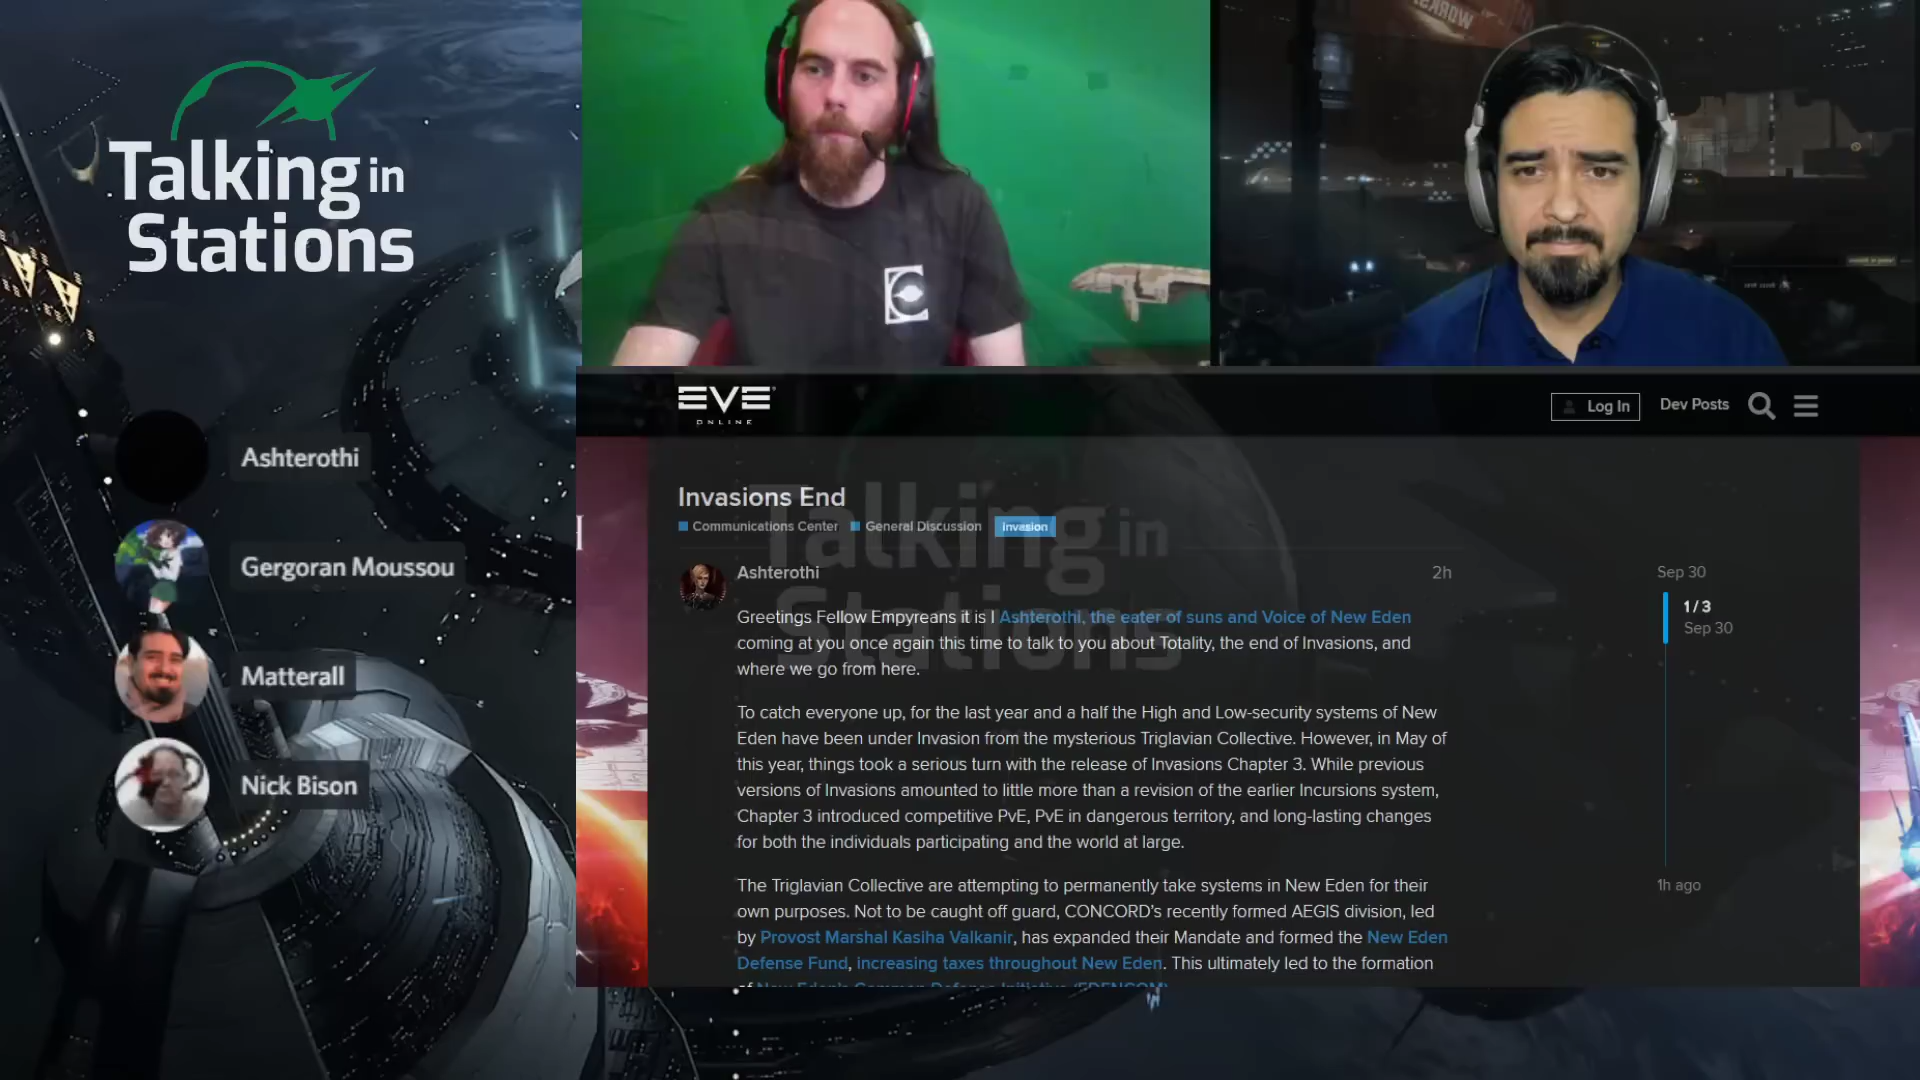 Talking in
Stations
Ashterothi
Gergoran Moussou
Matterall
Nick Bison
EVE
ONLINE
Log In
Dev Posts
Invasions End
Communications Center
General Discussion
Invasion
Ashterothi
2h
Greetings Fellow Empyreans it is I Ashterothi, the eater of suns and Voice of New Eden
coming at you once again this time to talk to you about Totality, the end of Invasions, and
where we go from here.
To catch everyone up, for the last year and a half the High and Low-security systems of New
Eden have been under Invasion from the mysterious Triglavian Collective. However, in May of
this year, things took a serious turn with the release of Invasions Chapter 3. While previous
versions of Invasions amounted to little more than a revision of the earlier Incursions system,
Chapter 3 introduced competitive PvE, PvE in dangerous territory, and long-lasting changes
for both the individuals participating and the world at large.
The Triglavian Collective are attempting to permanently take systems in New Eden for their
own purposes. Not to be caught off guard, CONCORD's recently formed AEGIS division, led
by Provost Marshal Kasiha Valkanir, has expanded their Mandate and formed the New Eden
Defense Fund, increasing taxes throughout New Eden. This ultimately led to the formation
of New Eden's Common Defense Initiative (EDENCOM)
Sep 30
1 / 3
Sep 30
1h ago
Talking in
Stations